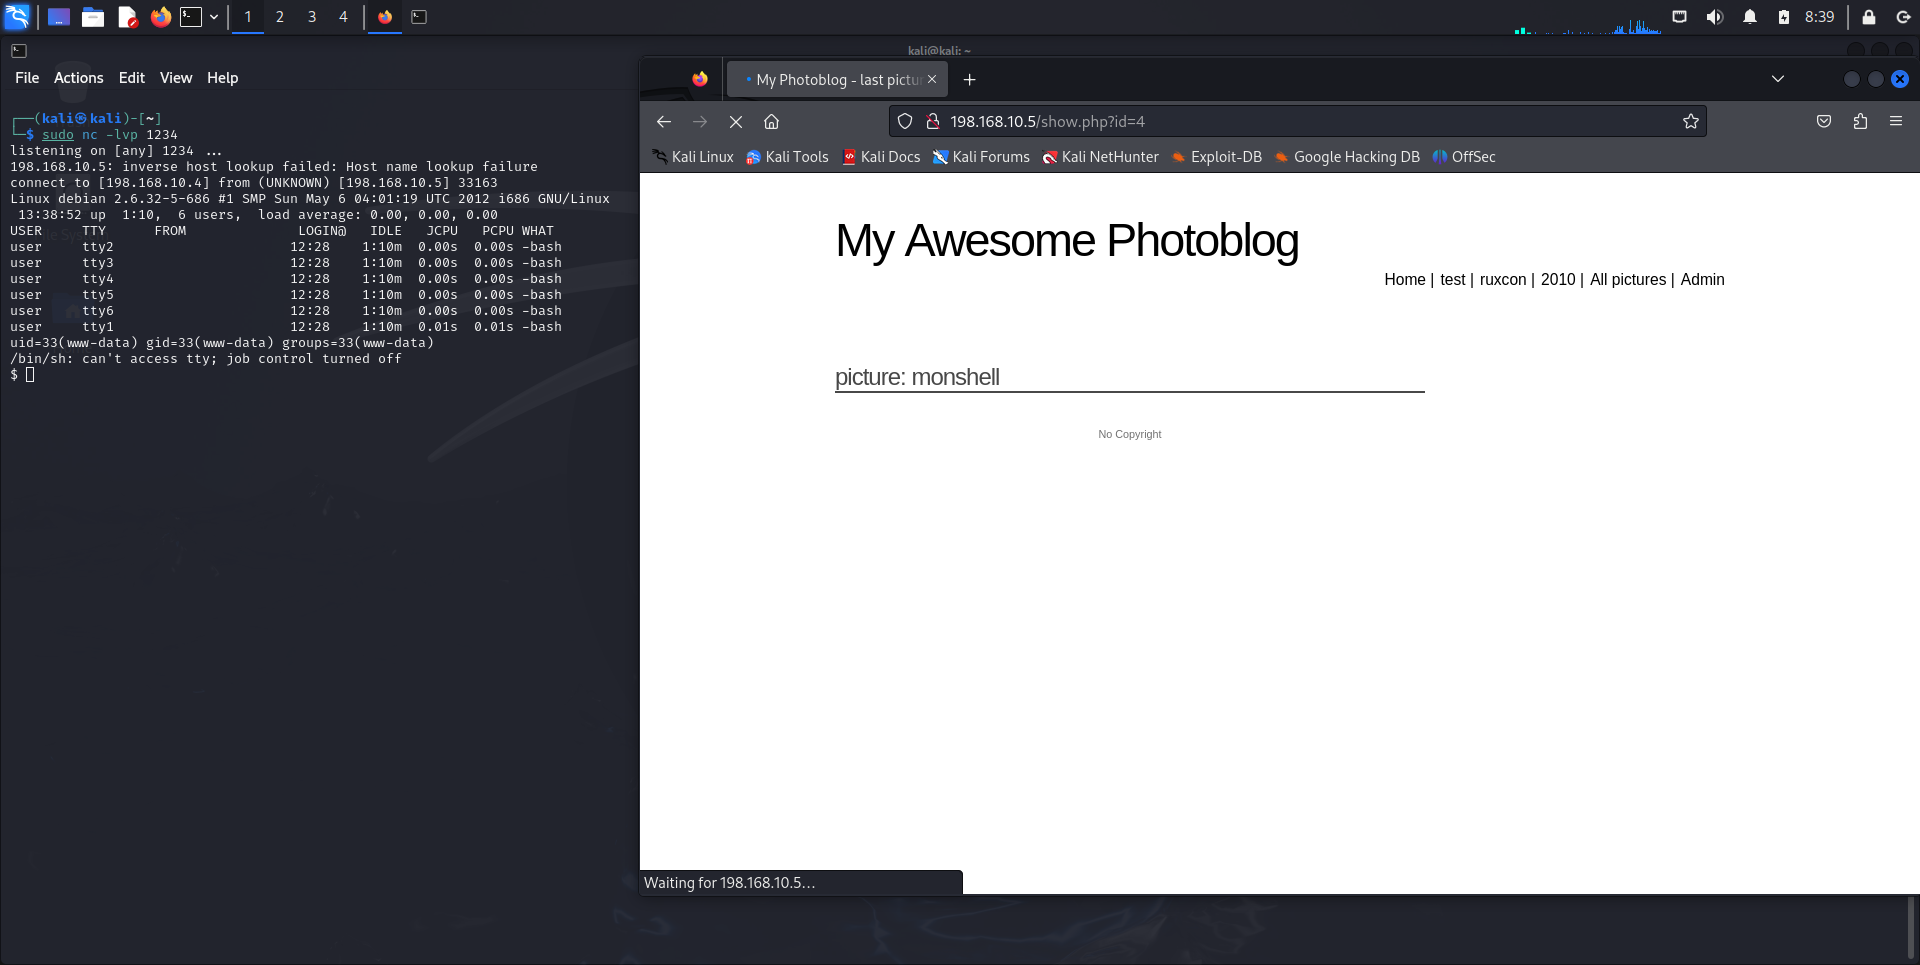 1 2 3 4 8:39
kali@kali: ~
File Actions Edit View Help
┌──(kali㉿kali)-[~]
└─$ sudo nc -lvp 1234
listening on [any] 1234 ...
198.168.10.5: inverse host lookup failed: Host name lookup failure
connect to [198.168.10.4] from (UNKNOWN) [198.168.10.5] 33163
Linux debian 2.6.32-5-686 #1 SMP Sun May 6 04:01:19 UTC 2012 i686 GNU/Linux
 13:38:52 up  1:10,  6 users,  load average: 0.00, 0.00, 0.00
USER     TTY      FROM              LOGIN@   IDLE   JCPU   PCPU WHAT
user     tty2                      12:28    1:10m  0.00s  0.00s -bash
user     tty3                      12:28    1:10m  0.00s  0.00s -bash
user     tty4                      12:28    1:10m  0.00s  0.00s -bash
user     tty5                      12:28    1:10m  0.00s  0.00s -bash
user     tty6                      12:28    1:10m  0.00s  0.00s -bash
user     tty1                      12:28    1:10m  0.01s  0.01s -bash
uid=33(www-data) gid=33(www-data) groups=33(www-data)
/bin/sh: can't access tty; job control turned off
$
My Photoblog - last pictu
198.168.10.5/show.php?id=4
Kali Linux Kali Tools Kali Docs Kali Forums Kali NetHunter Exploit-DB Google Hacking DB OffSec
My Awesome Photoblog
Home | test | ruxcon | 2010 | All pictures | Admin
picture: monshell
No Copyright
Waiting for 198.168.10.5...